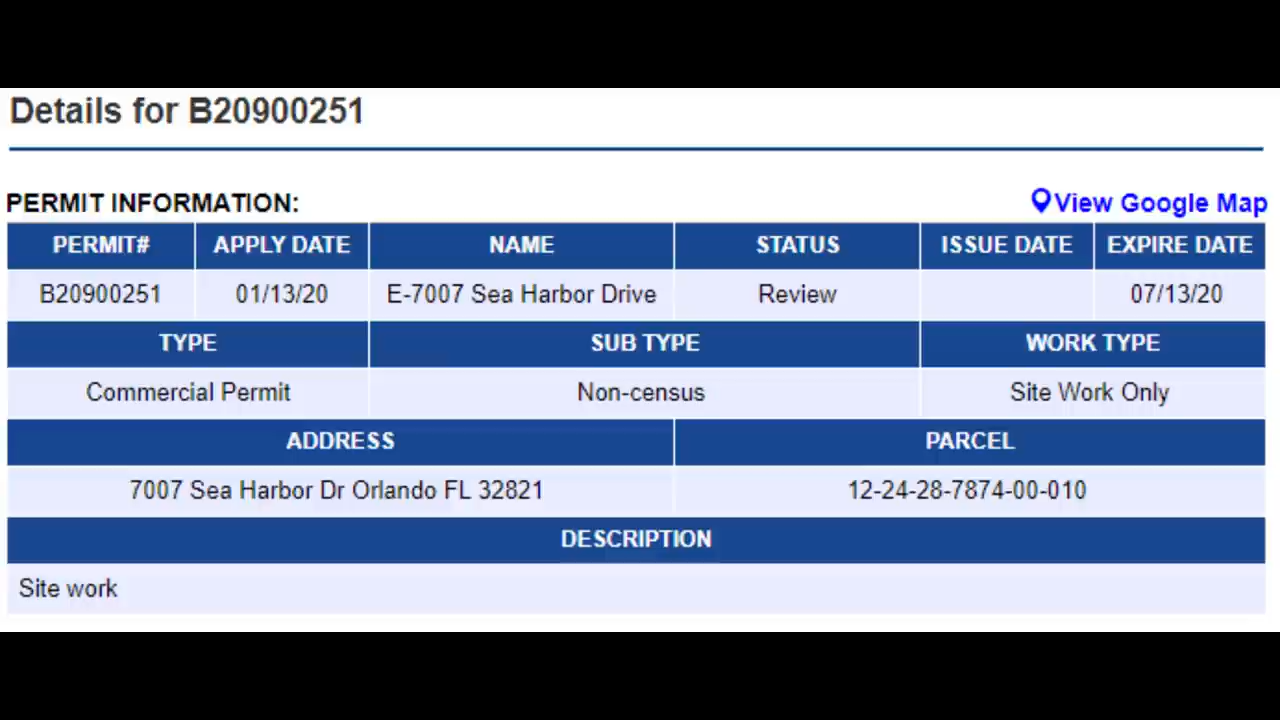 Details for B20900251
PERMIT INFORMATION: View Google Map
PERMIT# APPLY DATE NAME STATUS ISSUE DATE EXPIRE DATE
B20900251 01/13/20 E-7007 Sea Harbor Drive Review 07/13/20
TYPE SUB TYPE WORK TYPE
Commercial Permit Non-census Site Work Only
ADDRESS PARCEL
7007 Sea Harbor Dr Orlando FL 32821 12-24-28-7874-00-010
DESCRIPTION
Site work